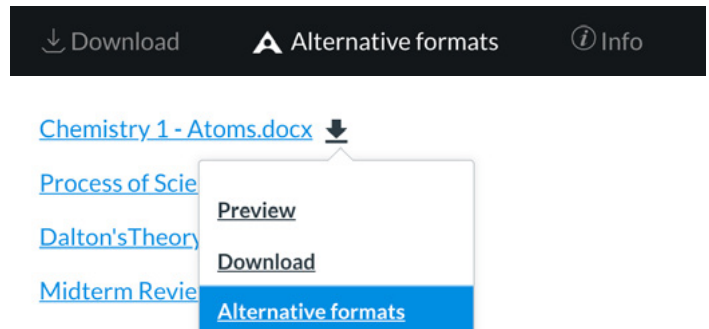 Download Alternative formats Info
Chemistry 1 - Atoms.docx
Process of Scie
Preview
Dalton'sTheory
Download
Midterm Revie
Alternative formats